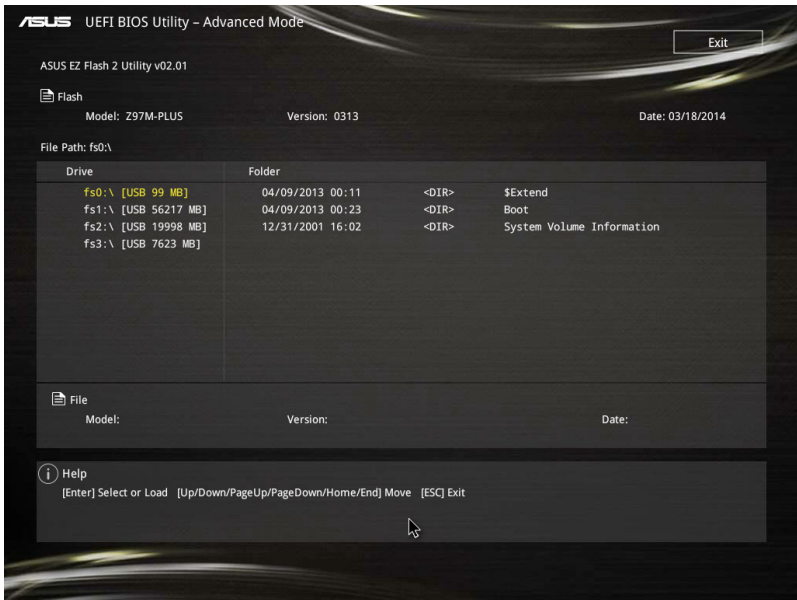 ASUS UEFI BIOS Utility – Advanced Mode
Exit
ASUS EZ Flash 2 Utility v02.01
Flash
Model: Z97M-PLUS Version: 0313 Date: 03/18/2014
File Path: fs0:\
Drive Folder
fs0:\ [USB 99 MB] 04/09/2013 00:11 <DIR> $Extend
fs1:\ [USB 56217 MB] 04/09/2013 00:23 <DIR> Boot
fs2:\ [USB 19998 MB] 12/31/2001 16:02 <DIR> System Volume Information
fs3:\ [USB 7623 MB]
File
Model: Version: Date:
Help
[Enter] Select or Load [Up/Down/PageUp/PageDown/Home/End] Move [ESC] Exit